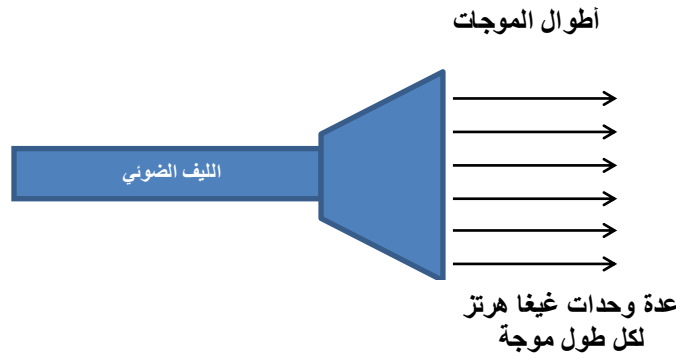 أطوال الموجات
الليف الضوئي
عدة وحدات غيغا هرتز
لكل طول موجة